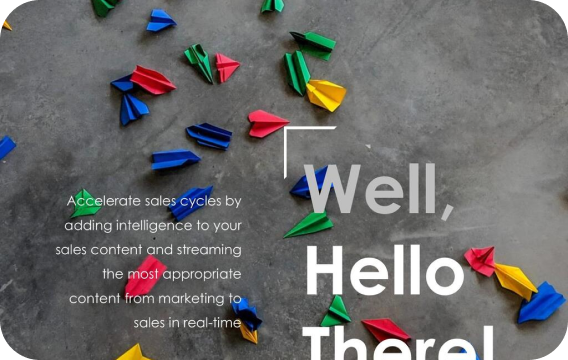 Accelerate sales cycles by
adding intelligence to your
sales content and streaming
the most appropriate
content from marketing to
sales in real-time
Well,
Hello
There!